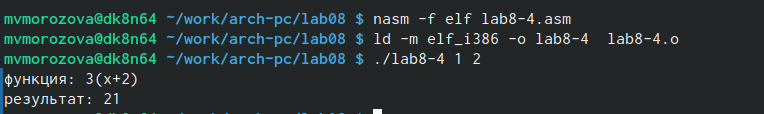 mvmorozova@dk8n64 ~/work/arch-pc/lab08 $ nasm -f elf lab8-4.asm
mvmorozova@dk8n64 ~/work/arch-pc/lab08 $ ld -m elf_i386 -o lab8-4  lab8-4.o
mvmorozova@dk8n64 ~/work/arch-pc/lab08 $ ./lab8-4 1 2
функция: 3(x+2)
результат: 21